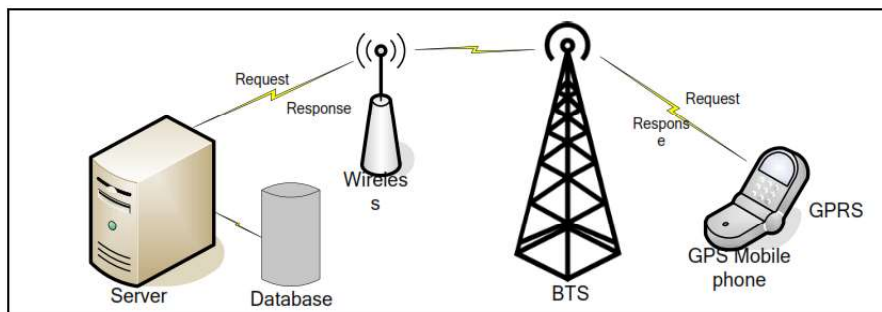 Request
Response
Wireles
s
Request
Respons
e
GPRS
GPS Mobile
phone
BTS
Server
Database